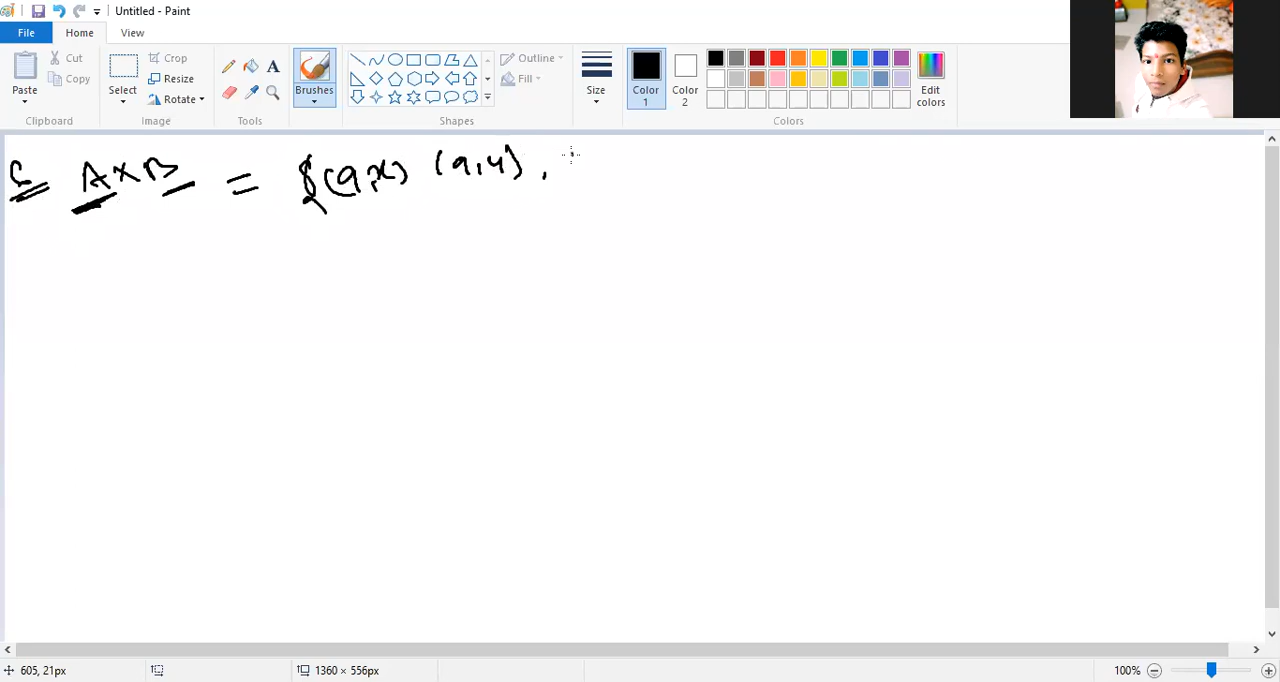 Untitled - Paint
File Home View
Paste Cut Copy Select Crop Resize Rotate Brushes Outline Fill Size Color 1 Color 2 Edit colors
Clipboard Image Tools Shapes Colors
A × B = {(a,x) (a,y),
605, 21px 1360 × 556px 100%